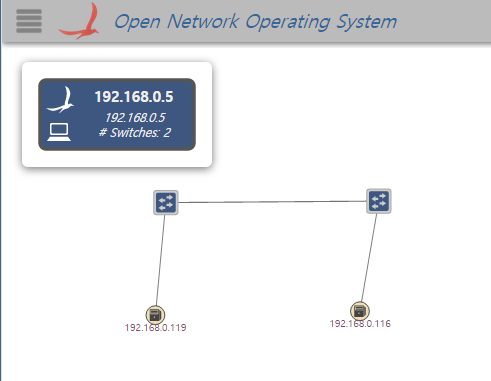 Open Network Operating System
192.168.0.5
192.168.0.5
# Switches: 2
192.168.0.119
192.168.0.116